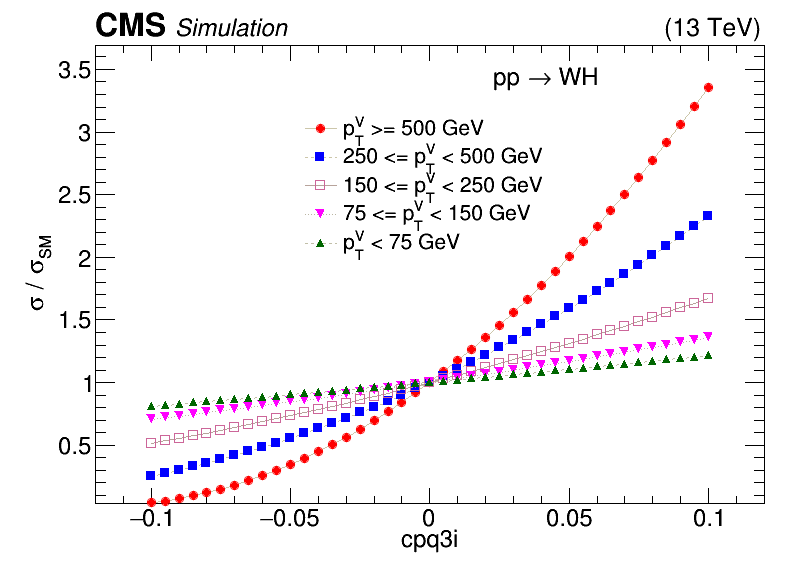 CMS Simulation (13 TeV)
pp → WH
p_T^V >= 500 GeV
250 <= p_T^V < 500 GeV
150 <= p_T^V < 250 GeV
75 <= p_T^V < 150 GeV
p_T^V < 75 GeV
3.5
3
2.5
2
1.5
1
0.5
σ / σ_SM
−0.1 −0.05 0 0.05 0.1
cpq3i